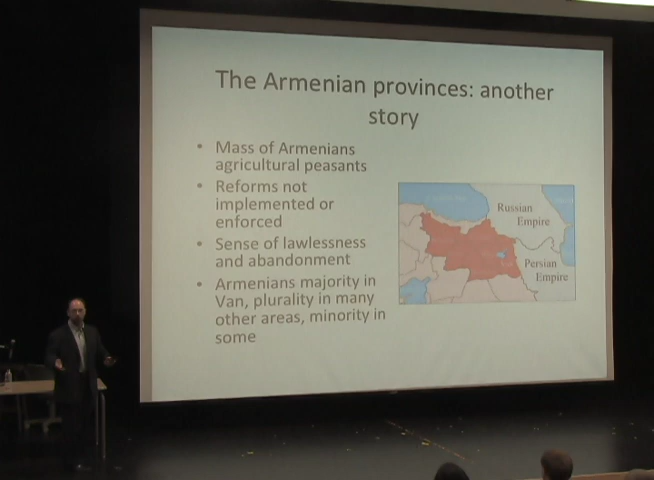 The Armenian provinces: another
story
• Mass of Armenians
agricultural peasants
• Reforms not
implemented or
enforced
• Sense of lawlessness
and abandonment
• Armenians majority in
Van, plurality in many
other areas, minority in
some
Russian
Empire
Persian
Empire